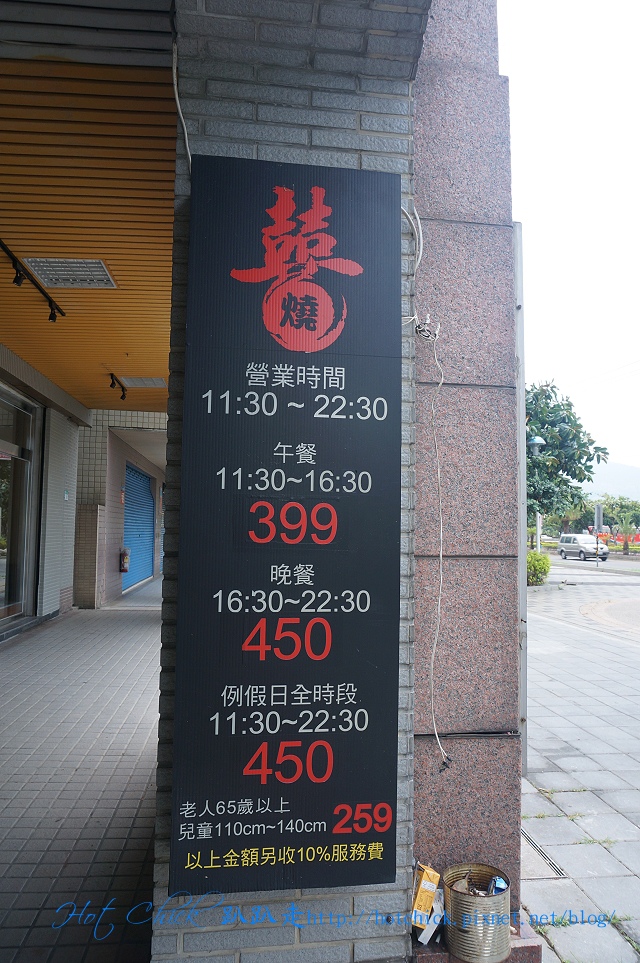 囍
燒
營業時間
11:30 ~ 22:30
午餐
11:30~16:30
399
晚餐
16:30~22:30
450
例假日全時段
11:30~22:30
450
老人65歲以上
兒童110cm~140cm 259
以上金額另收10%服務費
Hot Chick 趴趴走 http://hotchick.pixnet.net/blog/